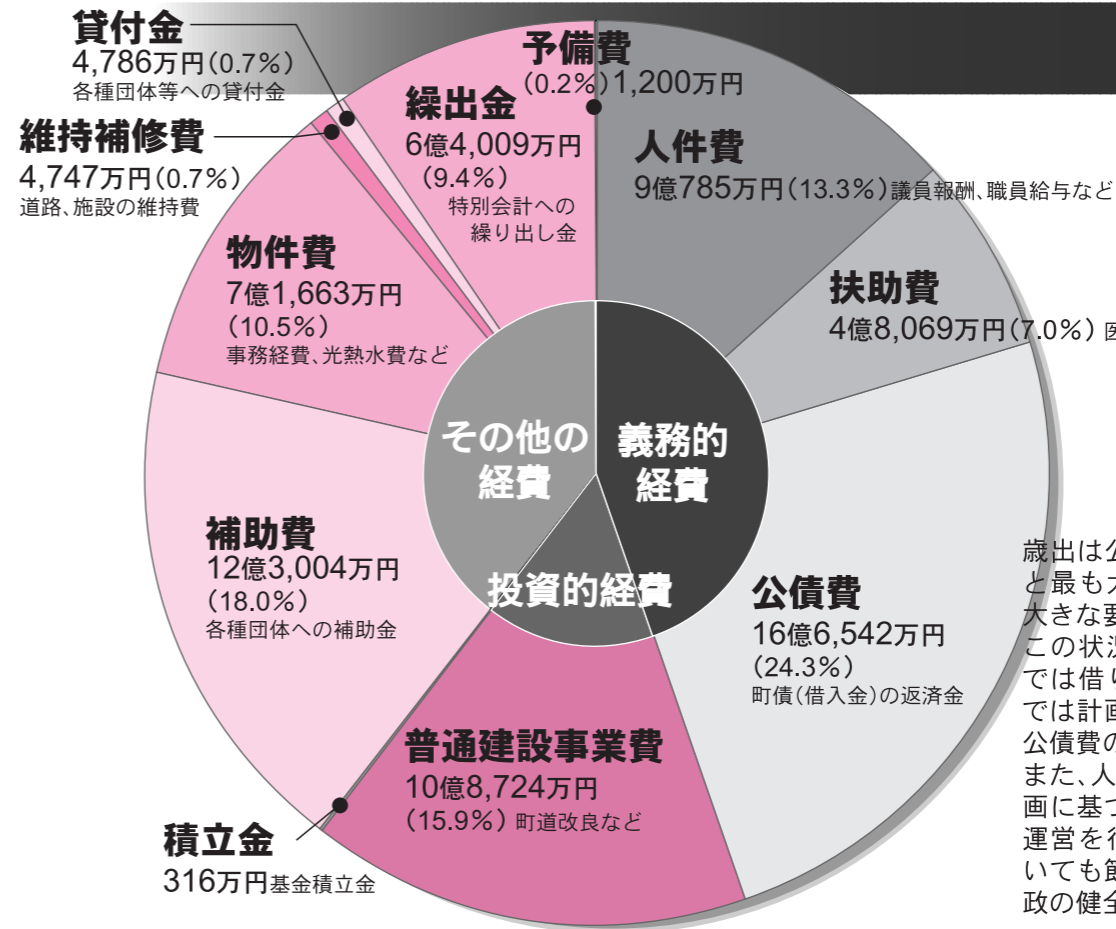 貸付金
4,786万円(0.7%)
各種団体等への貸付金
維持補修費
4,747万円(0.7%)
道路、施設の維持費
繰出金
6億4,009万円
(9.4%)
特別会計への
繰り出し金
予備費
(0.2%)1,200万円
人件費
9億785万円(13.3%)議員報酬、職員給与など
扶助費
4億8,069万円(7.0%)
物件費
7億1,663万円
(10.5%)
事務経費、光熱水費など
その他の
経費
義務的
経費
投資的経費
補助費
12億3,004万円
(18.0%)
各種団体への補助金
公債費
16億6,542万円
(24.3%)
町債(借入金)の返済金
普通建設事業費
10億8,724万円
(15.9%) 町道改良など
積立金
316万円基金積立金
歳出は公
と最も
大きな要
この状況
では借り
では計画
公債費の
また、人
画に基づ
運営を行
いても節
政の健全